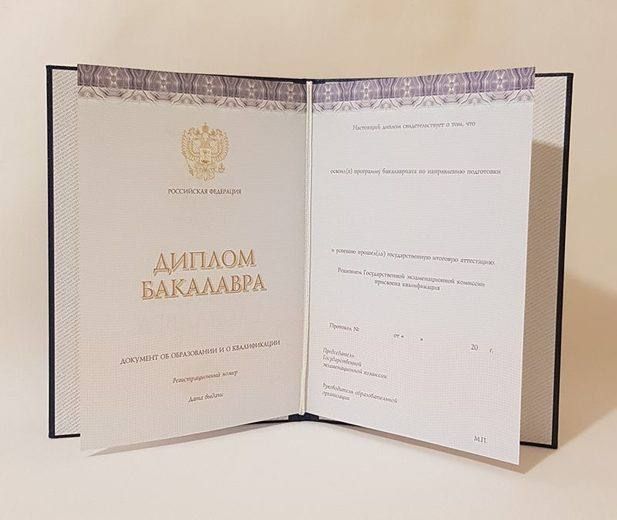 РОССИЙСКАЯ ФЕДЕРАЦИЯ
ДИПЛОМ
БАКАЛАВРА
ДОКУМЕНТ ОБ ОБРАЗОВАНИИ И О КВАЛИФИКАЦИИ
Регистрационный номер
Дата выдачи
Настоящий диплом свидетельствует о том, что
освоил(а) программу бакалавриата по направлению подготовки
и успешно прошел(ла) государственную итоговую аттестацию.
Решением Государственной экзаменационной комиссии
присвоена квалификация
Протокол № от « » 20 г.
Председатель
Государственной
экзаменационной комиссии
Руководитель образовательной
организации
М.П.